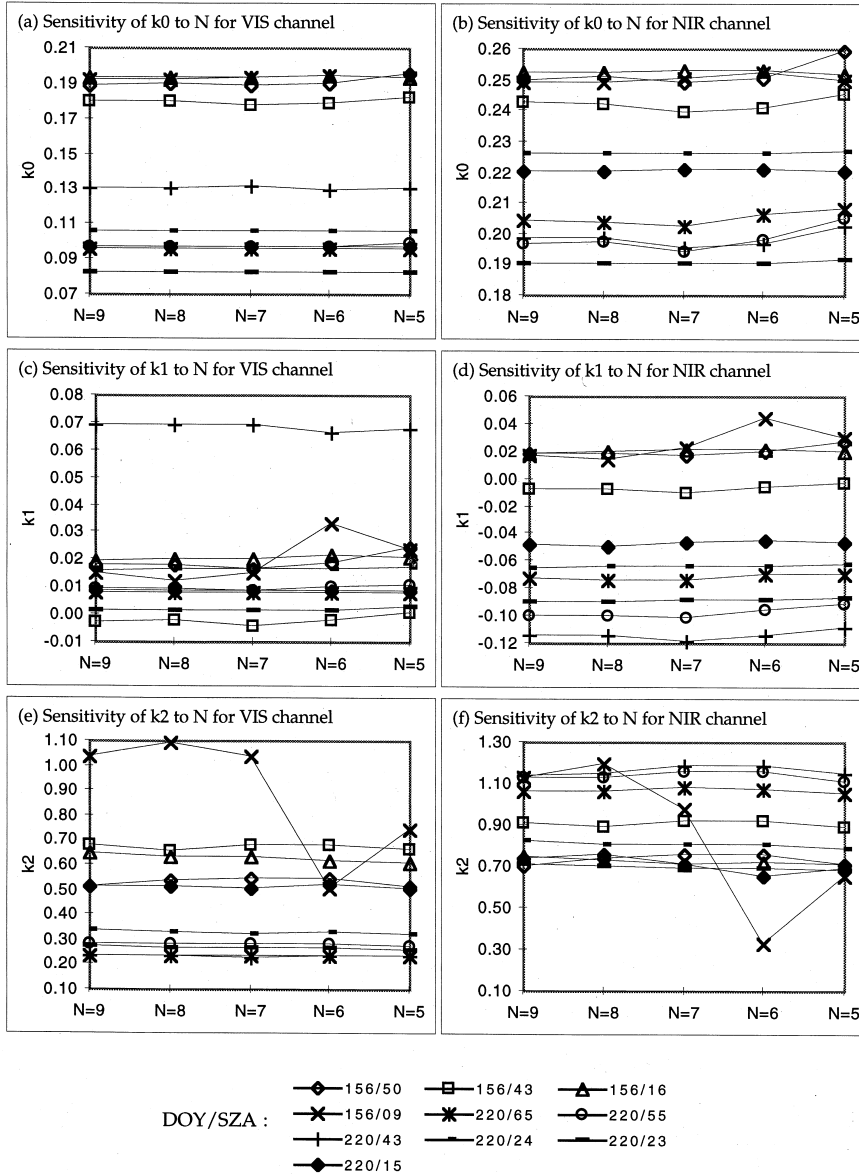 (a) Sensitivity of k0 to N for VIS channel
0.21
0.19
0.17
0.15
0.13
0.11
0.09
0.07
k0
N=9 N=8 N=7 N=6 N=5
(b) Sensitivity of k0 to N for NIR channel
0.26
0.25
0.24
0.23
0.22
0.21
0.20
0.19
0.18
k0
N=9 N=8 N=7 N=6 N=5
(c) Sensitivity of k1 to N for VIS channel
0.08
0.07
0.06
0.05
0.04
0.03
0.02
0.01
0.00
-0.01
k1
N=9 N=8 N=7 N=6 N=5
(d) Sensitivity of k1 to N for NIR channel
0.06
0.04
0.02
0.00
-0.02
-0.04
-0.06
-0.08
-0.10
-0.12
k1
N=9 N=8 N=7 N=6 N=5
(e) Sensitivity of k2 to N for VIS channel
1.10
1.00
0.90
0.80
0.70
0.60
0.50
0.40
0.30
0.20
0.10
k2
N=9 N=8 N=7 N=6 N=5
(f) Sensitivity of k2 to N for NIR channel
1.30
1.10
0.90
0.70
0.50
0.30
0.10
k2
N=9 N=8 N=7 N=6 N=5
DOY/SZA :
156/50 156/43 156/16
156/09 220/65 220/55
220/43 220/24 220/23
220/15